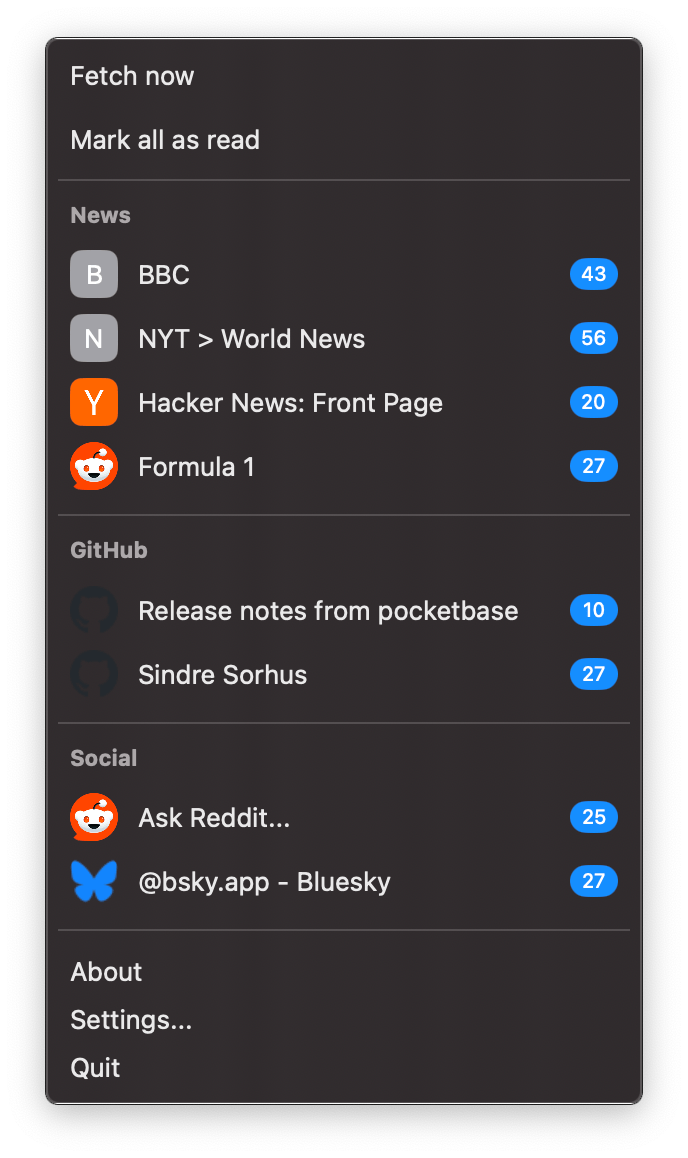 Fetch now
Mark all as read
News
B BBC 43
N NYT > World News 56
Y Hacker News: Front Page 20
Formula 1 27
GitHub
Release notes from pocketbase 10
Sindre Sorhus 27
Social
Ask Reddit... 25
@bsky.app - Bluesky 27
About
Settings...
Quit